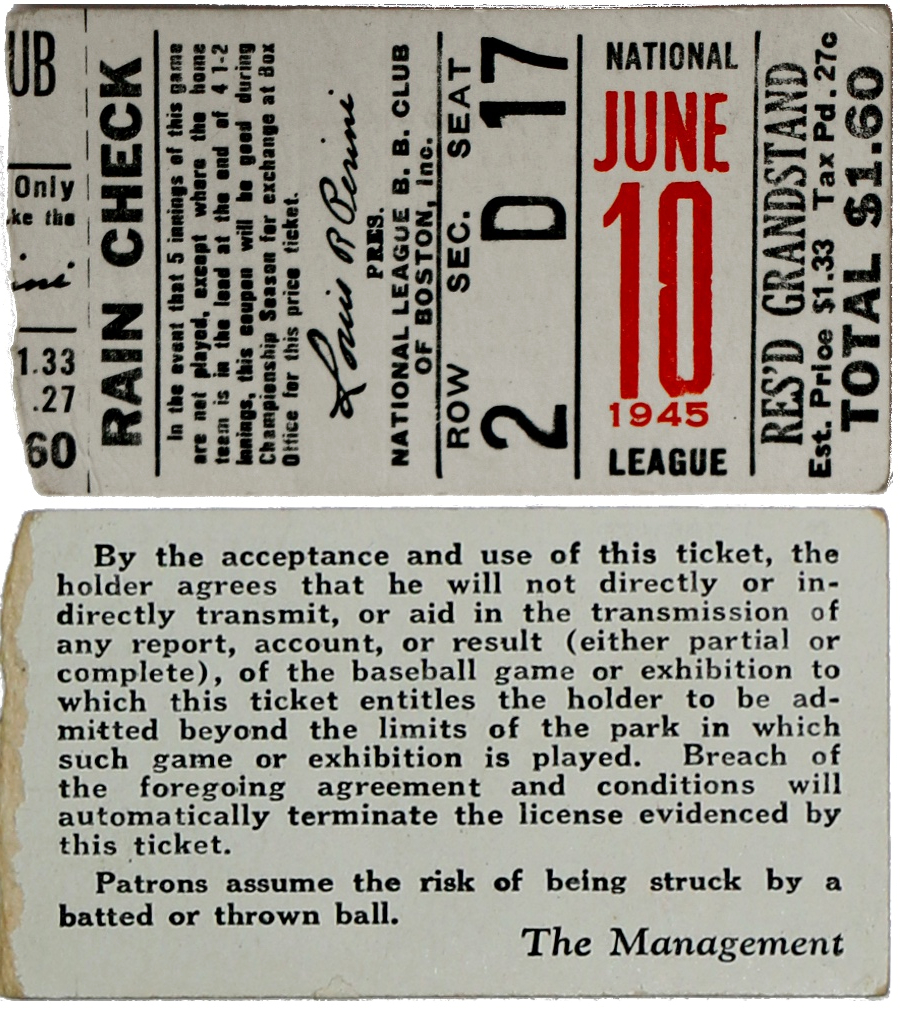 UB
Only
ke the
ini
1.33
.27
60
RAIN CHECK
In the event that 5 innings of this game
are not played, except where the home
team is in the lead at the end of 4 1-2
innings, this coupon will be good during
Championship Season for exchange at Box
Office for this price ticket.
Louis R Perini
PRES.
NATIONAL LEAGUE B. B. CLUB
OF BOSTON, Inc.
ROW SEC. SEAT
2 D 17
NATIONAL
JUNE
10
1945
LEAGUE
RES'D GRANDSTAND
Est. Price $1.33 Tax Pd. 27c
TOTAL $1.60
By the acceptance and use of this ticket, the
holder agrees that he will not directly or in-
directly transmit, or aid in the transmission of
any report, account, or result (either partial or
complete), of the baseball game or exhibition to
which this ticket entitles the holder to be ad-
mitted beyond the limits of the park in which
such game or exhibition is played. Breach of
the foregoing agreement and conditions will
automatically terminate the license evidenced by
this ticket.
Patrons assume the risk of being struck by a
batted or thrown ball.
The Management